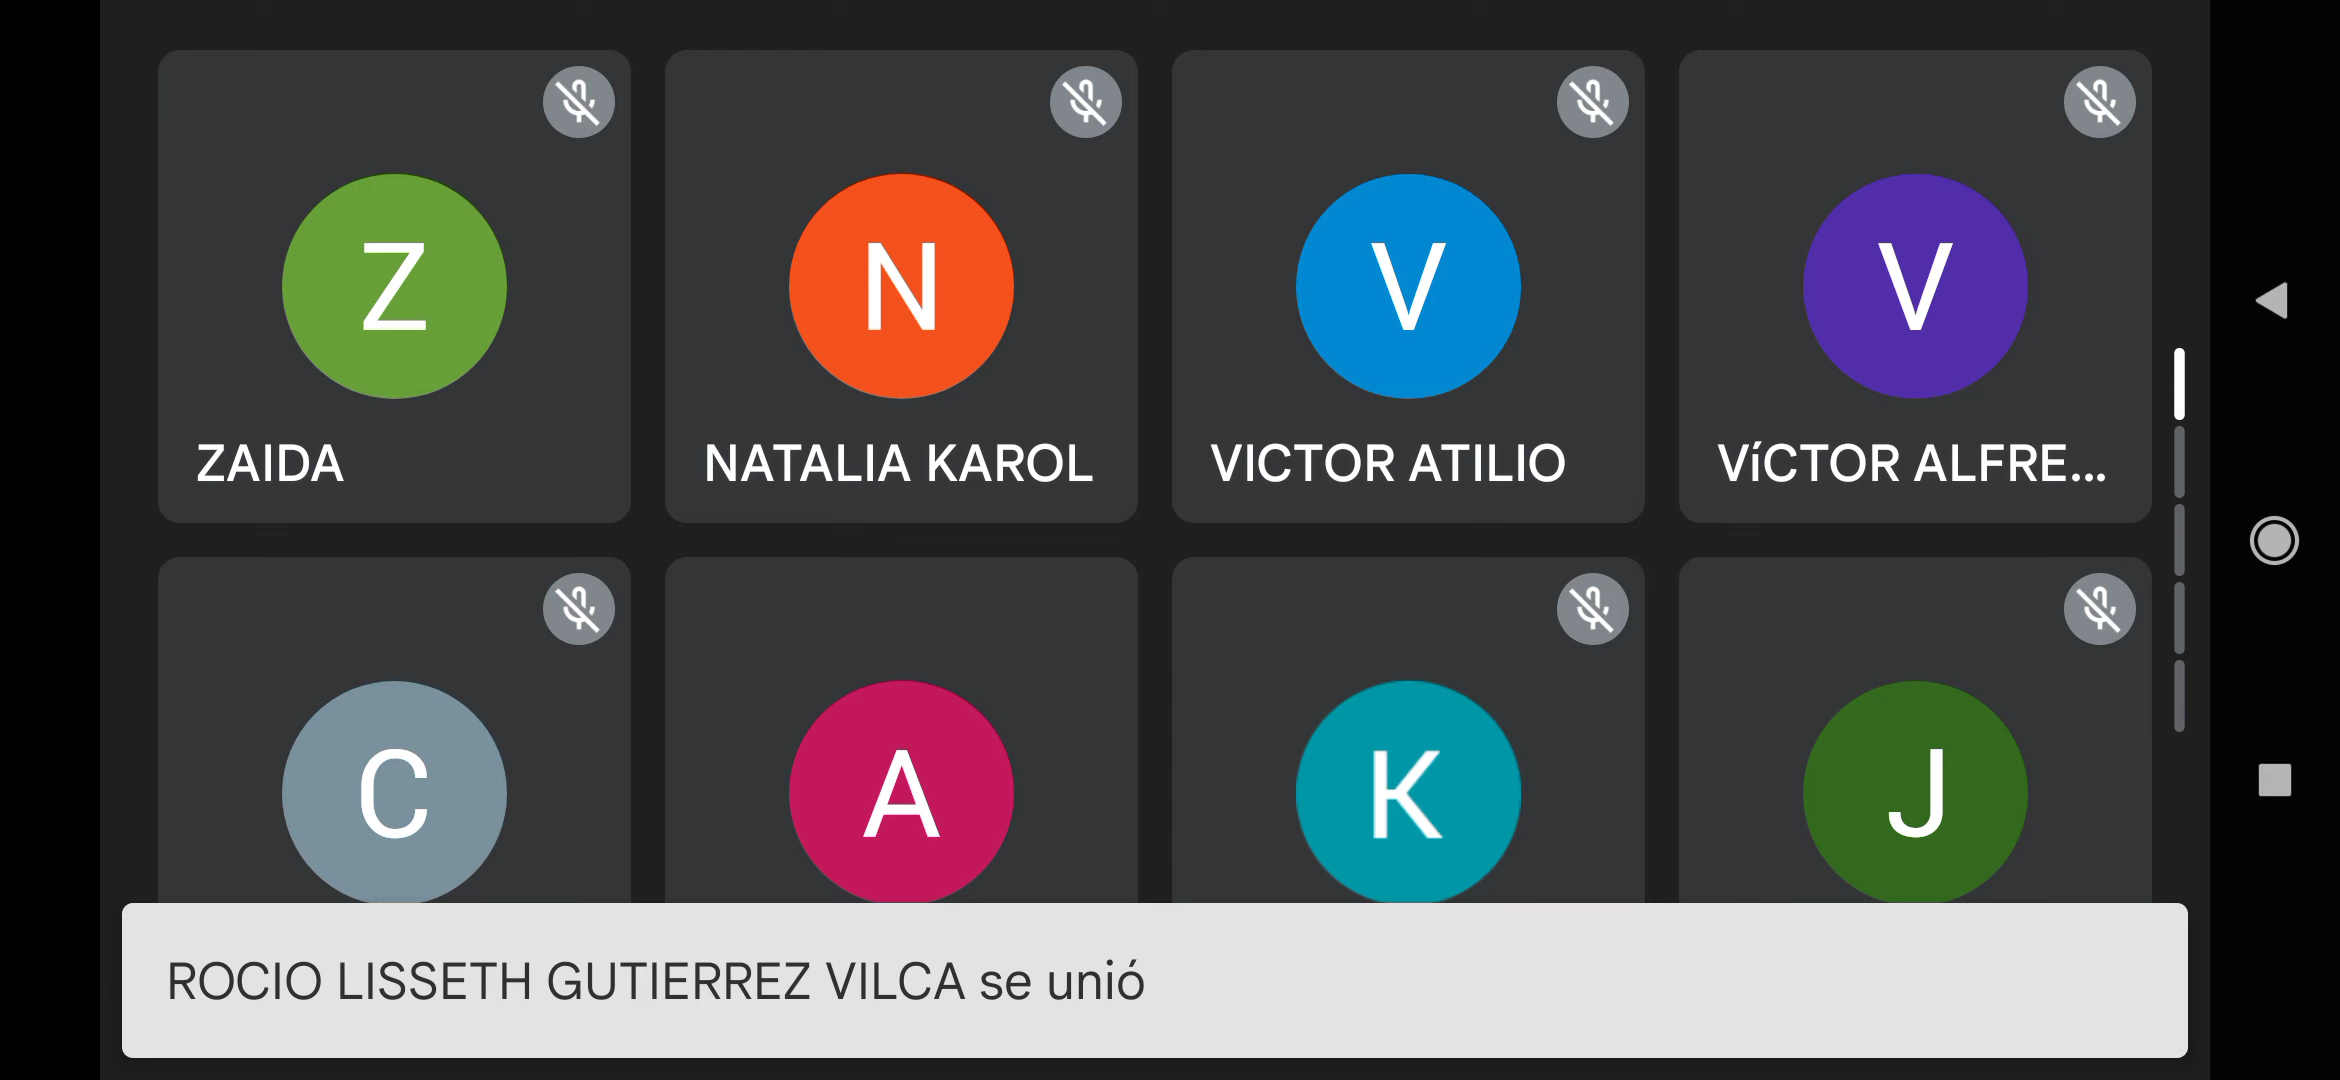 Z
N
V
V
ZAIDA
NATALIA KAROL
VICTOR ATILIO
VíCTOR ALFRE...
C
A
K
J
ROCIO LISSETH GUTIERREZ VILCA se unió